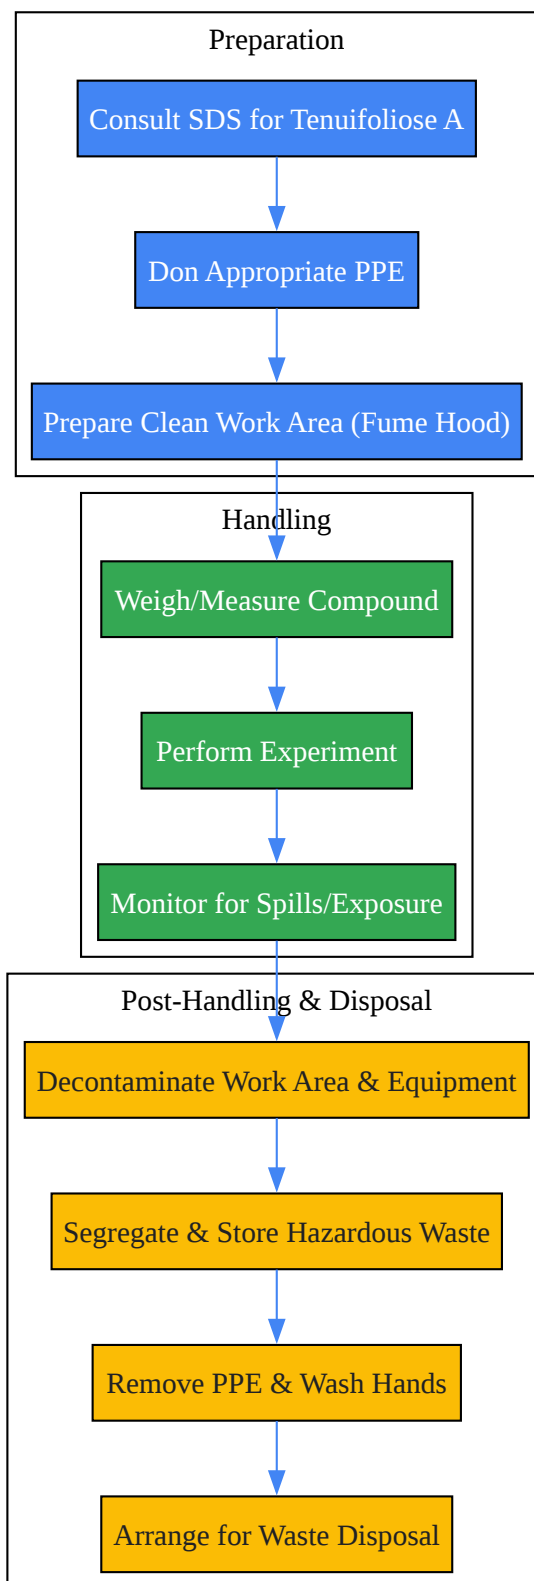 Preparation
Consult SDS for Tenuifoliose A
Don Appropriate PPE
Prepare Clean Work Area (Fume Hood)
Handling
Weigh/Measure Compound
Perform Experiment
Monitor for Spills/Exposure
Post-Handling & Disposal
Decontaminate Work Area & Equipment
Segregate & Store Hazardous Waste
Remove PPE & Wash Hands
Arrange for Waste Disposal